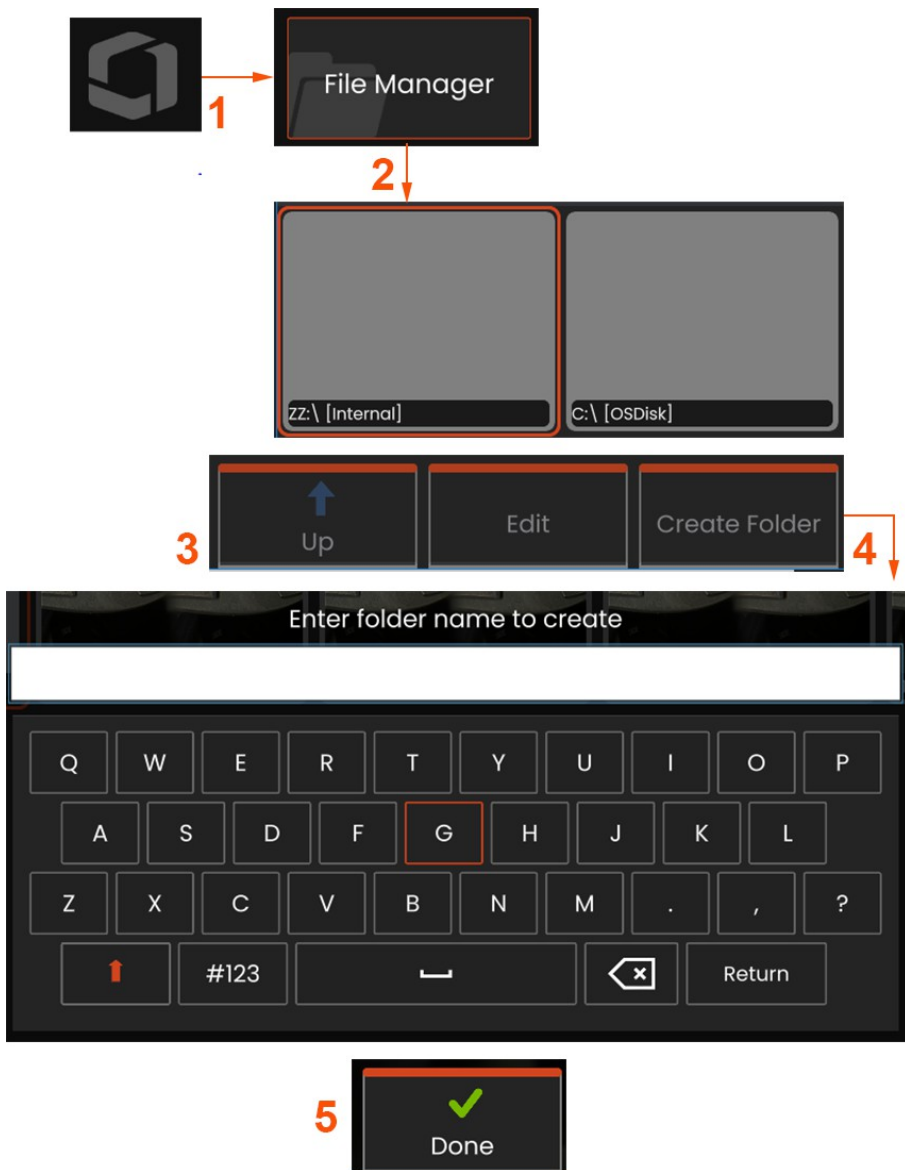 1
File Manager
2
ZZ:\ [Internal]
C:\ [OSDisk]
3
Up
Edit
Create Folder
4
Enter folder name to create
Q W E R T Y U I O P
A S D F G H J K L
Z X C V B N M . , ?
#123 Return
5
Done